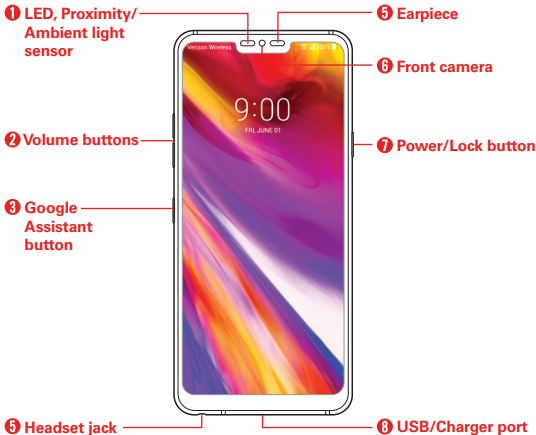 ❶ LED, Proximity/
Ambient light
sensor
❷ Volume buttons
❸ Google
Assistant
button
❺ Headset jack
❺ Earpiece
❻ Front camera
❼ Power/Lock button
❽ USB/Charger port
Verizon Wireless
100%
9:00
FRI, JUNE 01